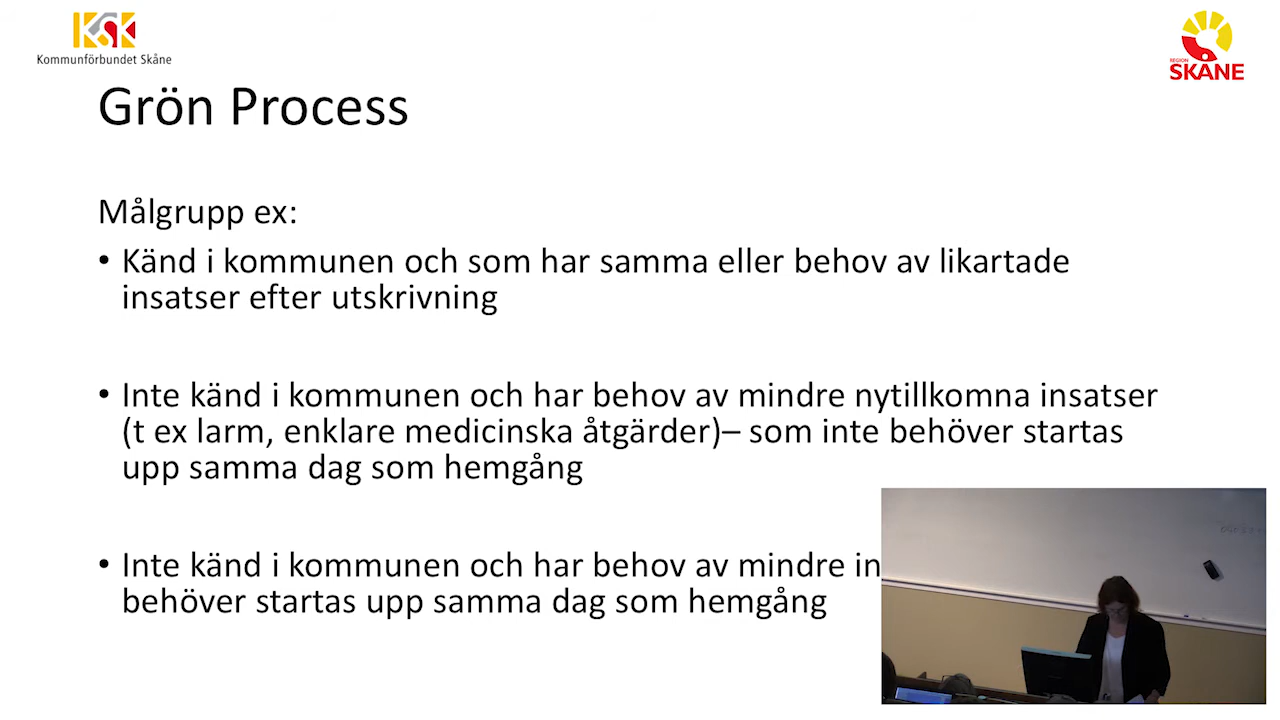 KSK
Kommunförbundet Skåne
REGION
SKÅNE
Grön Process
Målgrupp ex:
• Känd i kommunen och som har samma eller behov av likartade
insatser efter utskrivning
• Inte känd i kommunen och har behov av mindre nytillkomna insatser
(t ex larm, enklare medicinska åtgärder)– som inte behöver startas
upp samma dag som hemgång
• Inte känd i kommunen och har behov av mindre in
behöver startas upp samma dag som hemgång